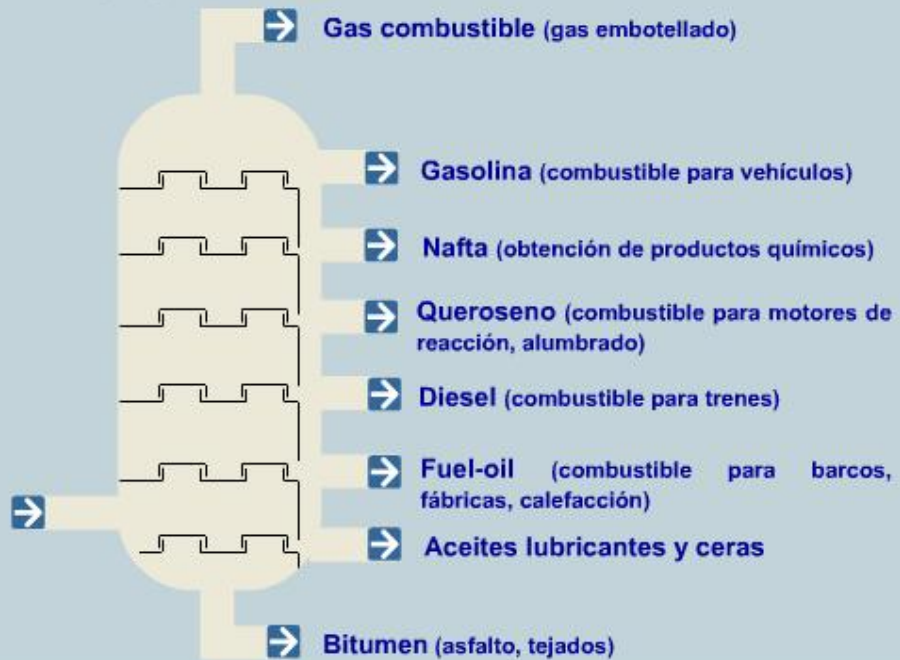 Gas combustible (gas embotellado)
Gasolina (combustible para vehículos)
Nafta (obtención de productos químicos)
Queroseno (combustible para motores de
reacción, alumbrado)
Diesel (combustible para trenes)
Fuel-oil (combustible para barcos,
fábricas, calefacción)
Aceites lubricantes y ceras
Bitumen (asfalto, tejados)